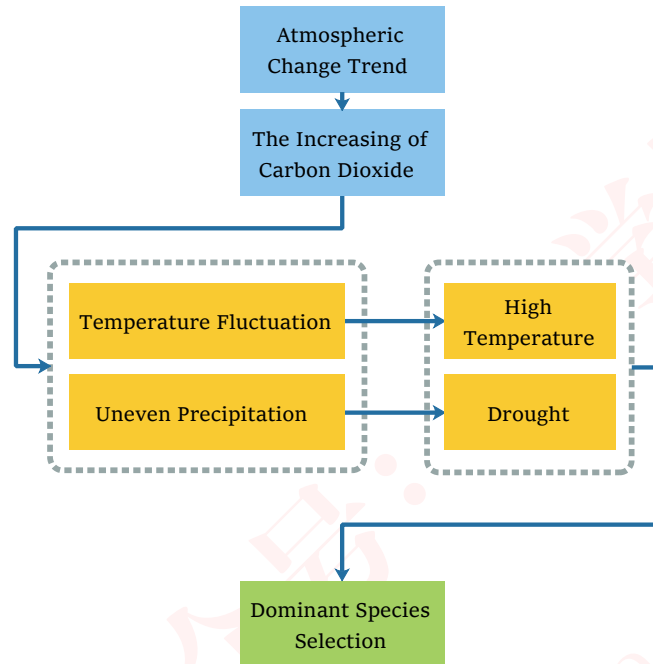 Atmospheric
Change Trend
The Increasing of
Carbon Dioxide
Temperature Fluctuation
High
Temperature
Uneven Precipitation
Drought
Dominant Species
Selection